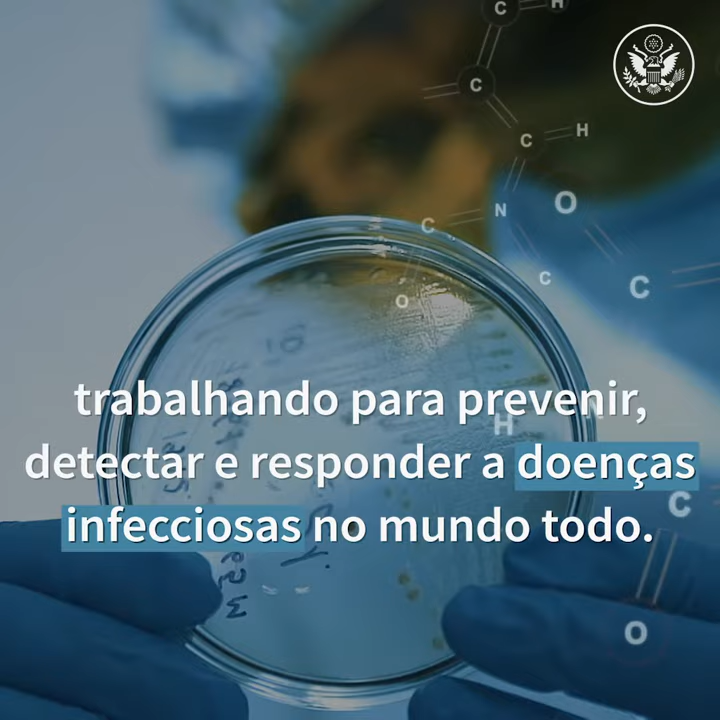 C
H
C
C
H
N
O
C
C
C
O
trabalhando para prevenir,
H
detectar e responder a doenças
C
infecciosas no mundo todo.
O